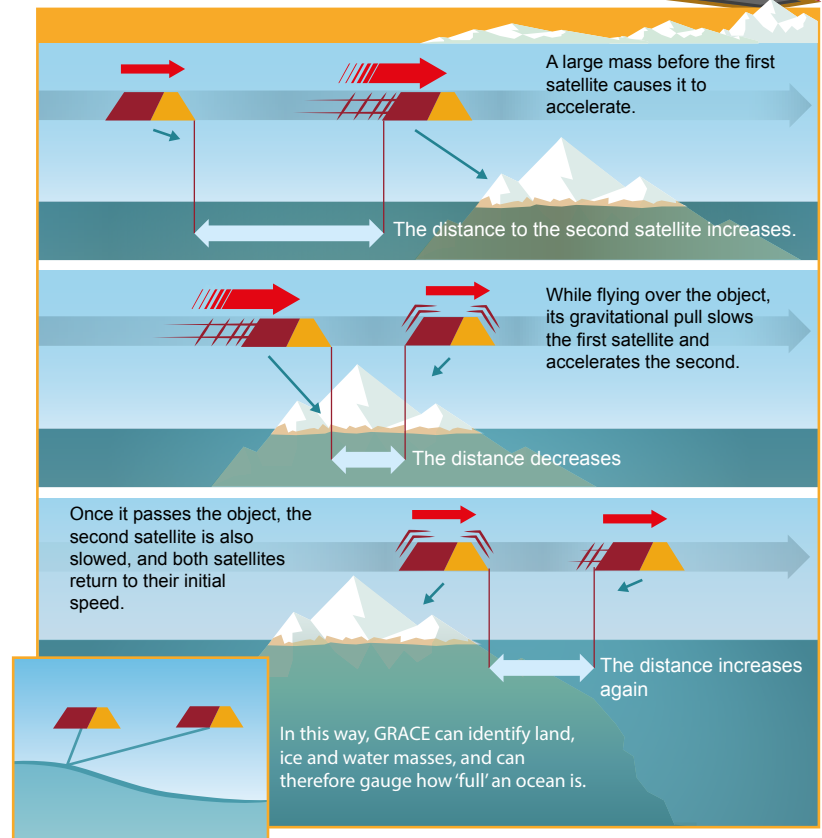 A large mass before the first
satellite causes it to
accelerate.
The distance to the second satellite increases.
While flying over the object,
its gravitational pull slows
the first satellite and
accelerates the second.
The distance decreases
Once it passes the object, the
second satellite is also
slowed, and both satellites
return to their initial
speed.
The distance increases
again
In this way, GRACE can identify land,
ice and water masses, and can
therefore gauge how ‘full’ an ocean is.